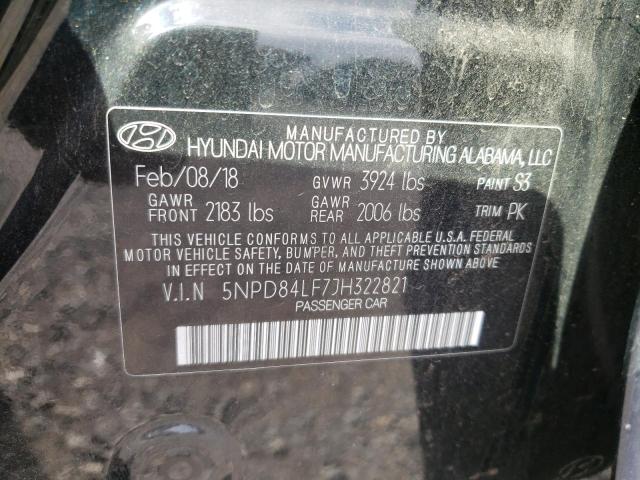 MANUFACTURED BY
HYUNDAI MOTOR MANUFACTURING ALABAMA, LLC
Feb/08/18 GVWR 3924 lbs PAINT S3
GAWR FRONT 2183 lbs GAWR REAR 2006 lbs TRIM PK
THIS VEHICLE CONFORMS TO ALL APPLICABLE U.S.A. FEDERAL
MOTOR VEHICLE SAFETY, BUMPER, AND THEFT PREVENTION STANDARDS
IN EFFECT ON THE DATE OF MANUFACTURE SHOWN ABOVE.
V.I.N 5NPD84LF7JH322821
PASSENGER CAR